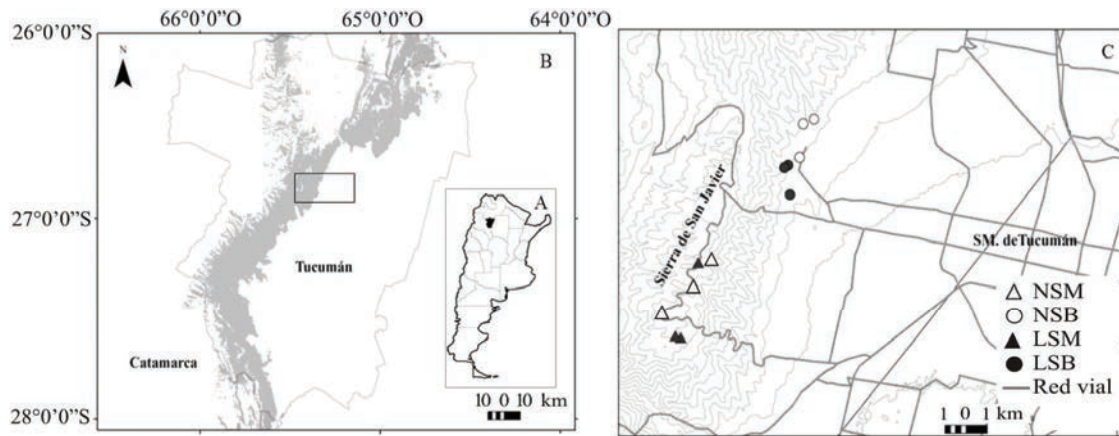 66°0’0”O 65°0’0”O 64°0’0”O
26°0’0”S
27°0’0”S
28°0’0”S
N
B
Tucumán
Catamarca
A
10 0 10 km
C
Sierra de San Javier
SM. deTucumán
NSM
NSB
LSM
LSB
Red vial
1 0 1 km